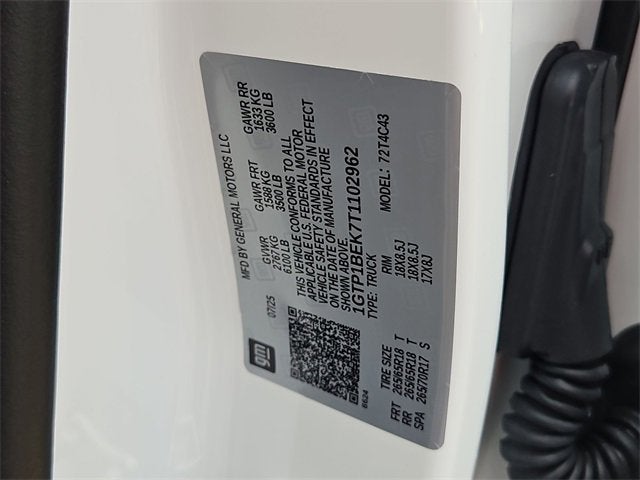 gm
MFD BY GENERAL MOTORS LLC
07/25 GVWR GAWR FRT GAWR RR
2767 KG 1588 KG 1633 KG
6100 LB 3500 LB 3600 LB
THIS VEHICLE CONFORMS TO ALL
APPLICABLE U.S. FEDERAL MOTOR
VEHICLE SAFETY STANDARDS IN EFFECT
ON THE DATE OF MANUFACTURE
SHOWN ABOVE.
1GTP1BEK7T1102962
TYPE: TRUCK MODEL: 72T4C43
6624
TIRE SIZE RIM
FRT 265/65R18 T 18X8.5J
RR 265/65R18 T 18X8.5J
SPA 265/70R17 S 17X8J